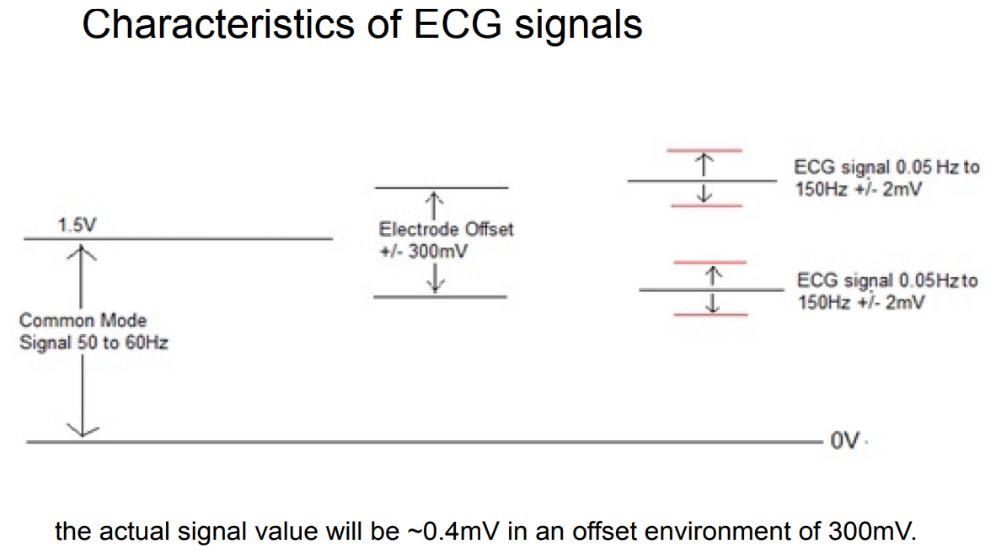 Characteristics of ECG signals
1.5V
Common Mode
Signal 50 to 60Hz
Electrode Offset
+/- 300mV
ECG signal 0.05 Hz to
150Hz +/- 2mV
ECG signal 0.05Hz to
150Hz +/- 2mV
0V
the actual signal value will be ~0.4mV in an offset environment of 300mV.